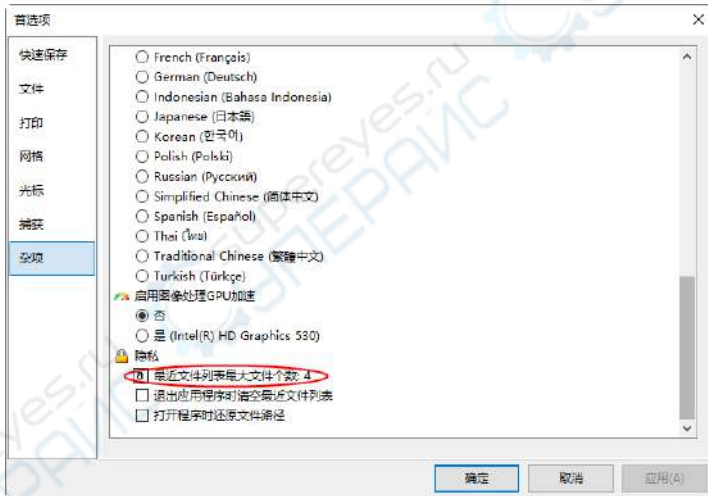 首选项
快速保存
文件
打印
网格
光标
捕获
杂项
French (Français)
German (Deutsch)
Indonesian (Bahasa Indonesia)
Japanese (日本語)
Korean (한국어)
Polish (Polski)
Russian (Русский)
Simplified Chinese (简体中文)
Spanish (Español)
Thai (ไทย)
Traditional Chinese (繁體中文)
Turkish (Türkçe)
启用图像处理GPU加速
否
是 (Intel(R) HD Graphics 530)
隐私
a 最近文件列表最大文件个数: 4
退出应用程序时清空最近文件列表
打开程序时还原文件路径
确定
取消
应用(A)
supereyes.ru
СУПЕРАЙС